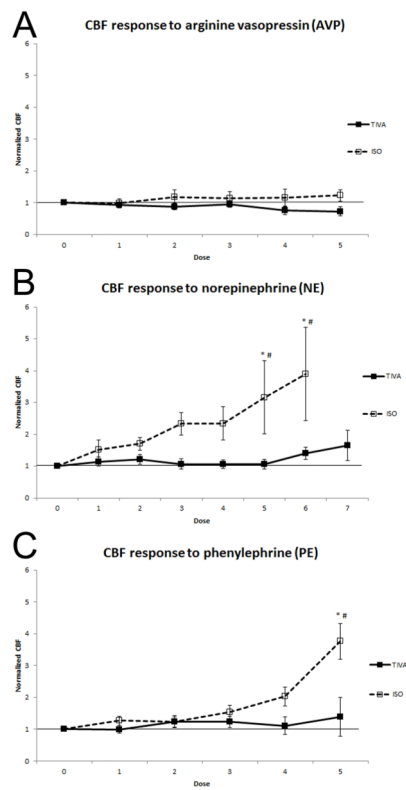 A
CBF response to arginine vasopressin (AVP)
6
5
4
3
2
1
0
Normalized CBF
TIVA
ISO
0 1 2 3 4 5
Dose
B
CBF response to norepinephrine (NE)
6
5
4
3
2
1
0
Normalized CBF
* #
* #
TIVA
ISO
0 1 2 3 4 5 6 7
Dose
C
CBF response to phenylephrine (PE)
6
5
4
3
2
1
0
Normalized CBF
* #
TIVA
ISO
0 1 2 3 4 5
Dose